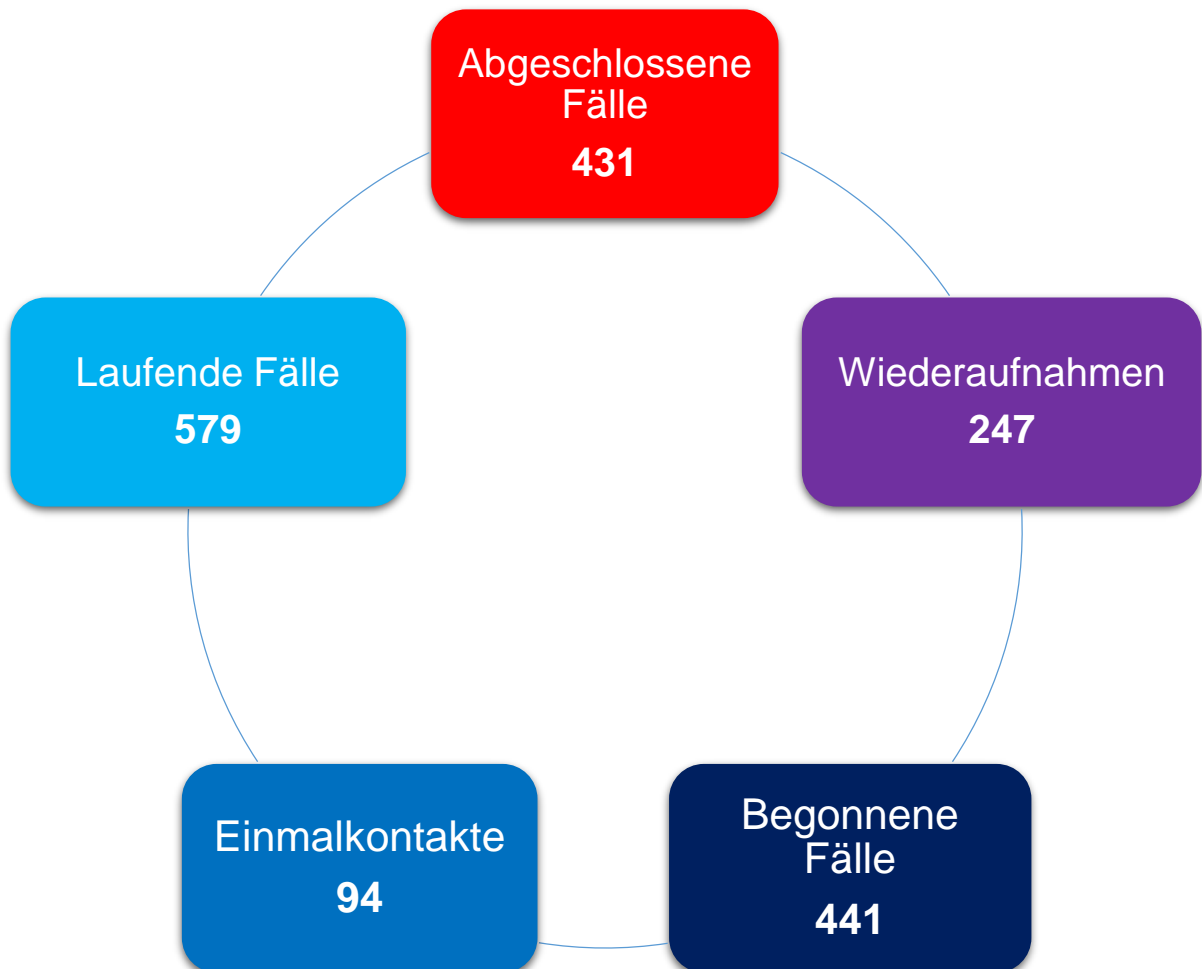 Abgeschlossene
Fälle
431
Laufende Fälle
579
Wiederaufnahmen
247
Einmalkontakte
94
Begonnene
Fälle
441